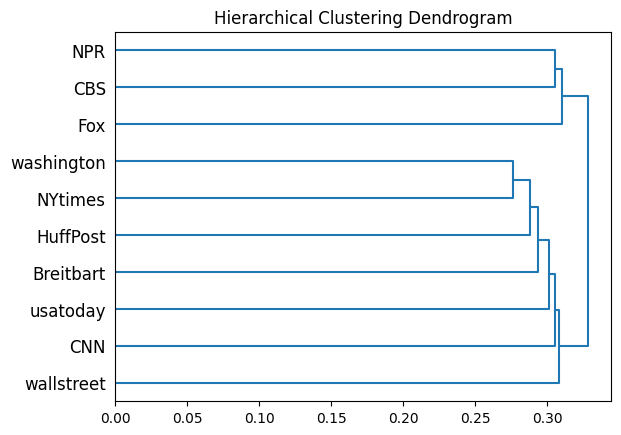 Hierarchical Clustering Dendrogram
NPR
CBS
Fox
washington
NYtimes
HuffPost
Breitbart
usatoday
CNN
wallstreet
0.00 0.05 0.10 0.15 0.20 0.25 0.30